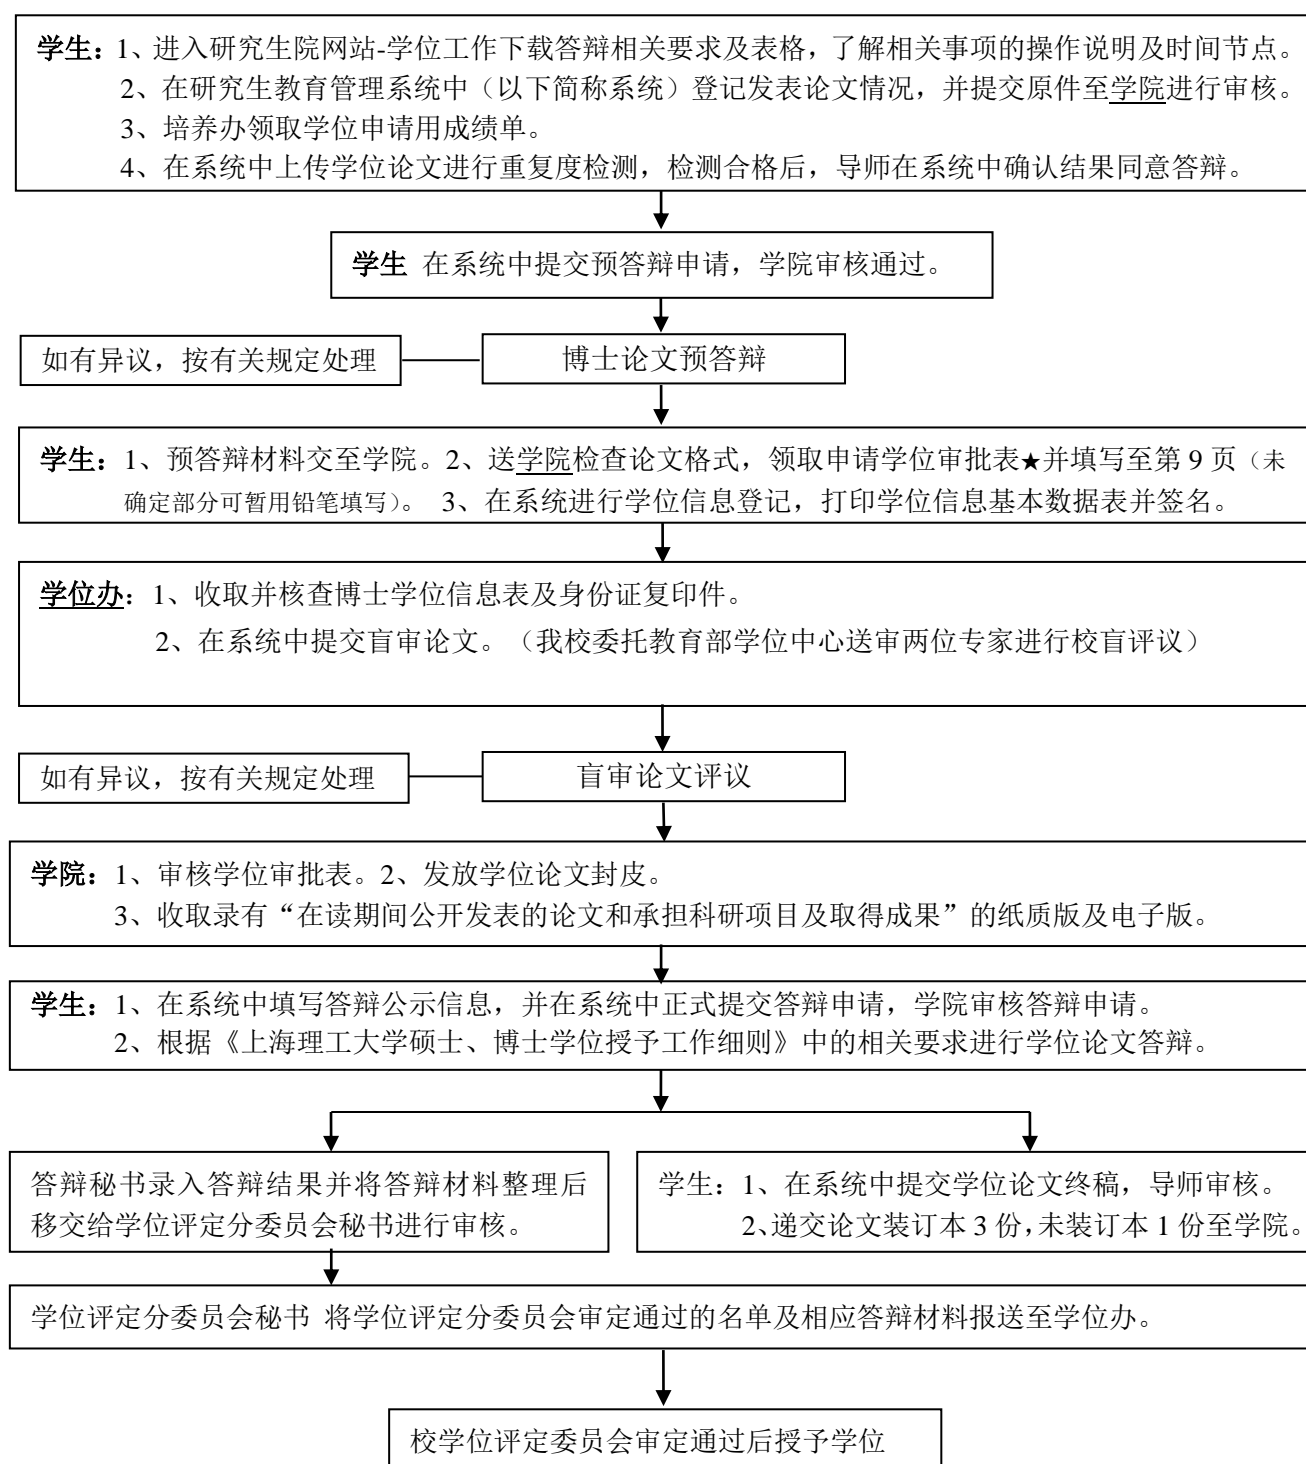 学生：1、进入研究生院网站-学位工作下载答辩相关要求及表格，了解相关事项的操作说明及时间节点。
2、在研究生教育管理系统中（以下简称系统）登记发表论文情况，并提交原件至学院进行审核。
3、培养办领取学位申请用成绩单。
4、在系统中上传学位论文进行重复度检测，检测合格后，导师在系统中确认结果同意答辩。
学生 在系统中提交预答辩申请，学院审核通过。
如有异议，按有关规定处理
博士论文预答辩
学生：1、预答辩材料交至学院。2、送学院检查论文格式，领取申请学位审批表★并填写至第 9 页（未
确定部分可暂用铅笔填写）。 3、在系统进行学位信息登记，打印学位信息基本数据表并签名。
学位办：1、收取并核查博士学位信息表及身份证复印件。
2、在系统中提交盲审论文。（我校委托教育部学位中心送审两位专家进行校盲评议）
如有异议，按有关规定处理
盲审论文评议
学院：1、审核学位审批表。2、发放学位论文封皮。
3、收取录有“在读期间公开发表的论文和承担科研项目及取得成果”的纸质版及电子版。
学生：1、在系统中填写答辩公示信息，并在系统中正式提交答辩申请，学院审核答辩申请。
2、根据《上海理工大学硕士、博士学位授予工作细则》中的相关要求进行学位论文答辩。
答辩秘书录入答辩结果并将答辩材料整理后
移交给学位评定分委员会秘书进行审核。
学生：1、在系统中提交学位论文终稿，导师审核。
2、递交论文装订本 3 份，未装订本 1 份至学院。
学位评定分委员会秘书 将学位评定分委员会审定通过的名单及相应答辩材料报送至学位办。
校学位评定委员会审定通过后授予学位